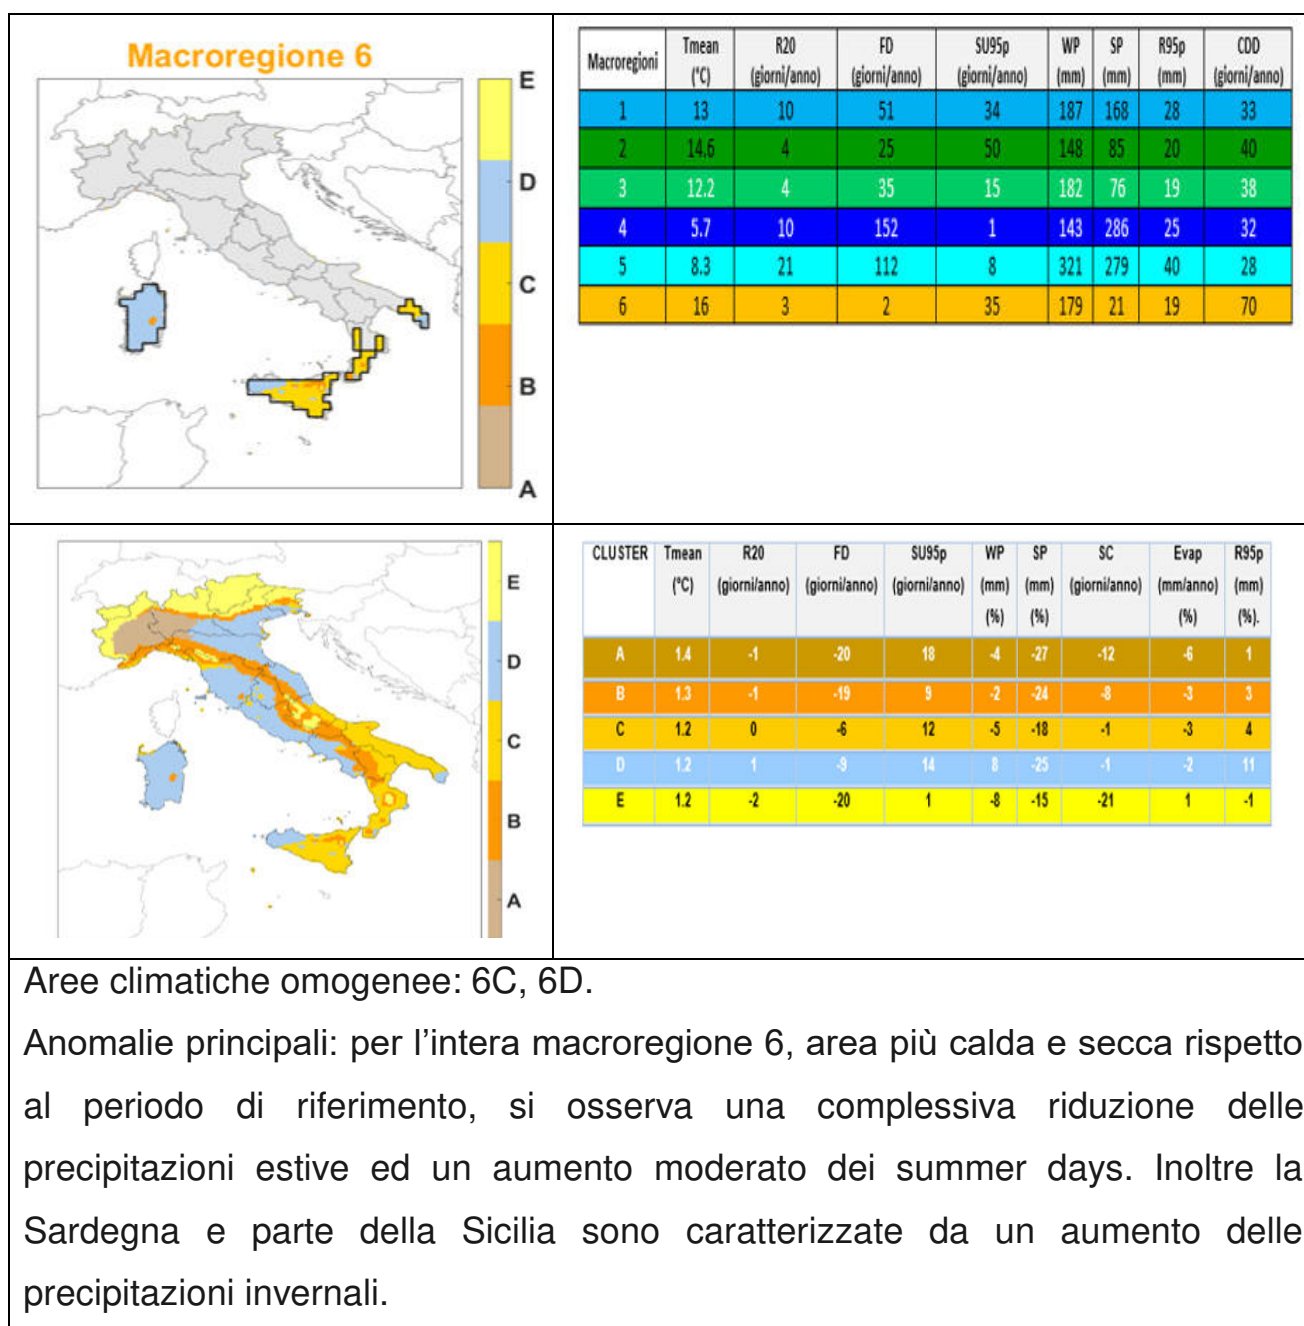 Macroregione 6
E
D
C
B
A
Macroregioni Tmean (°C) R20 (giorni/anno) FD (giorni/anno) SU95p (giorni/anno) WP (mm) SP (mm) R95p (mm) CDD (giorni/anno)
1 13 10 51 34 187 168 28 33
2 14.6 4 25 50 148 85 20 40
3 12.2 4 35 15 182 76 19 38
4 5.7 10 152 1 143 286 25 32
5 8.3 21 112 8 321 279 40 28
6 16 3 2 35 179 21 19 70
E
D
C
B
A
CLUSTER Tmean R20 FD SU95p WP SP SC Evap R95p
(°C) (giorni/anno) (giorni/anno) (giorni/anno) (mm) (mm) (giorni/anno) (mm/anno) (mm)
(%) (%) (%) (%).
A 1.4 -1 -20 18 -4 -27 -12 -6 1
B 1.3 -1 -19 9 -2 -24 -8 -3 3
C 1.2 0 -6 12 -5 -18 -1 -3 4
D 1.2 1 -9 14 8 -25 -1 -2 11
E 1.2 -2 -20 1 -8 -15 -21 1 -1
Aree climatiche omogenee: 6C, 6D.
Anomalie principali: per l’intera macroregione 6, area più calda e secca rispetto
al periodo di riferimento, si osserva una complessiva riduzione delle
precipitazioni estive ed un aumento moderato dei summer days. Inoltre la
Sardegna e parte della Sicilia sono caratterizzate da un aumento delle
precipitazioni invernali.